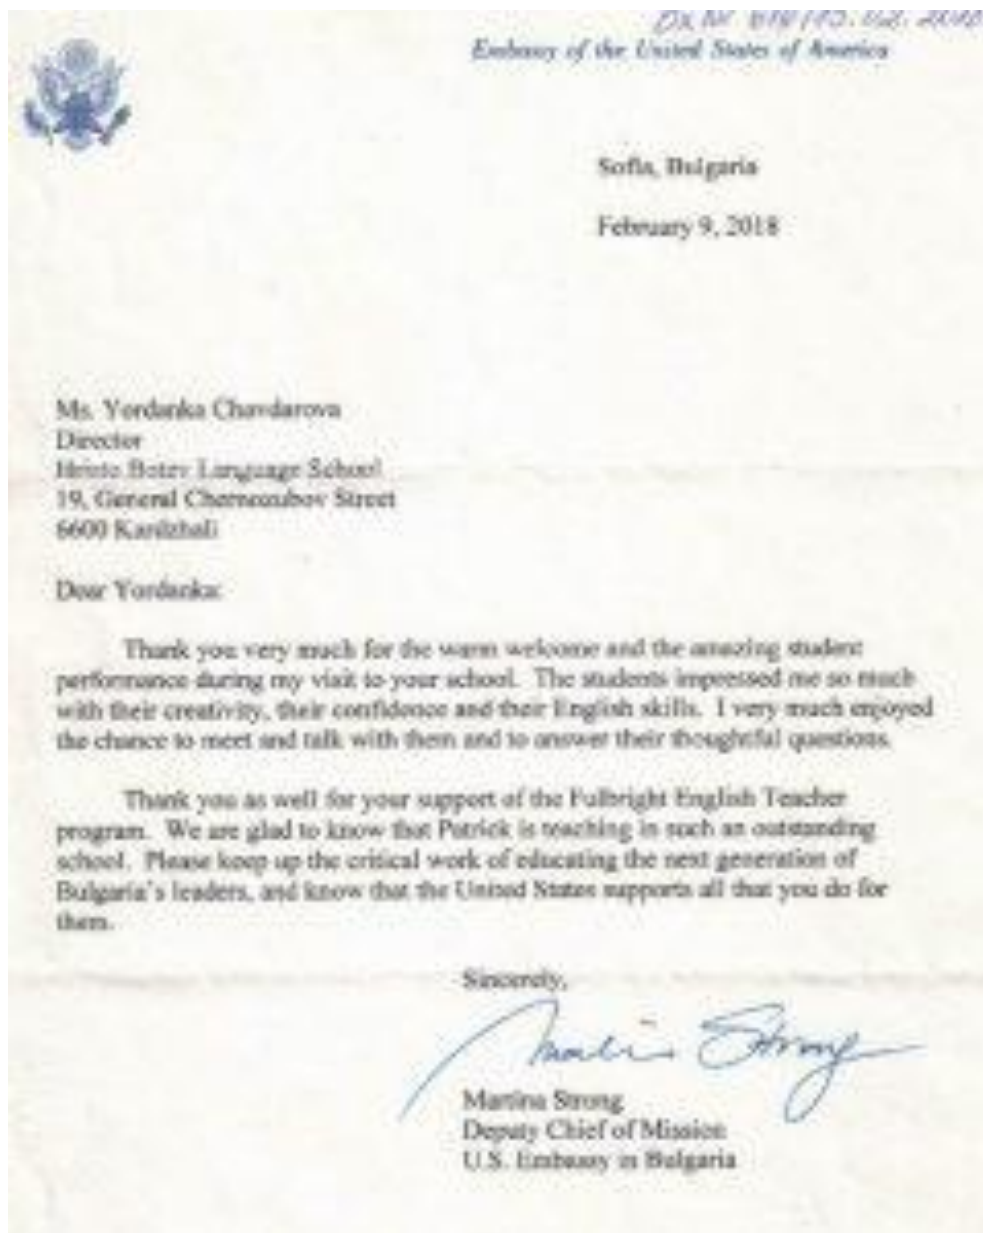 Embassy of the United States of America
Sofia, Bulgaria
February 9, 2018
Ms. Yordanka Chavdarova
Director
Hristo Botev Language School
19, General Chernozubov Street
6600 Kardzhali
Dear Yordanka:
Thank you very much for the warm welcome and the amazing student
performance during my visit to your school. The students impressed me so much
with their creativity, their confidence and their English skills. I very much enjoyed
the chance to meet and talk with them and to answer their thoughtful questions.
Thank you as well for your support of the Fulbright English Teacher
program. We are glad to know that Patrick is teaching in such an outstanding
school. Please keep up the critical work of educating the next generation of
Bulgaria's leaders, and know that the United States supports all that you do for
them.
Sincerely,
Martina Strong
Martina Strong
Deputy Chief of Mission
U.S. Embassy in Bulgaria